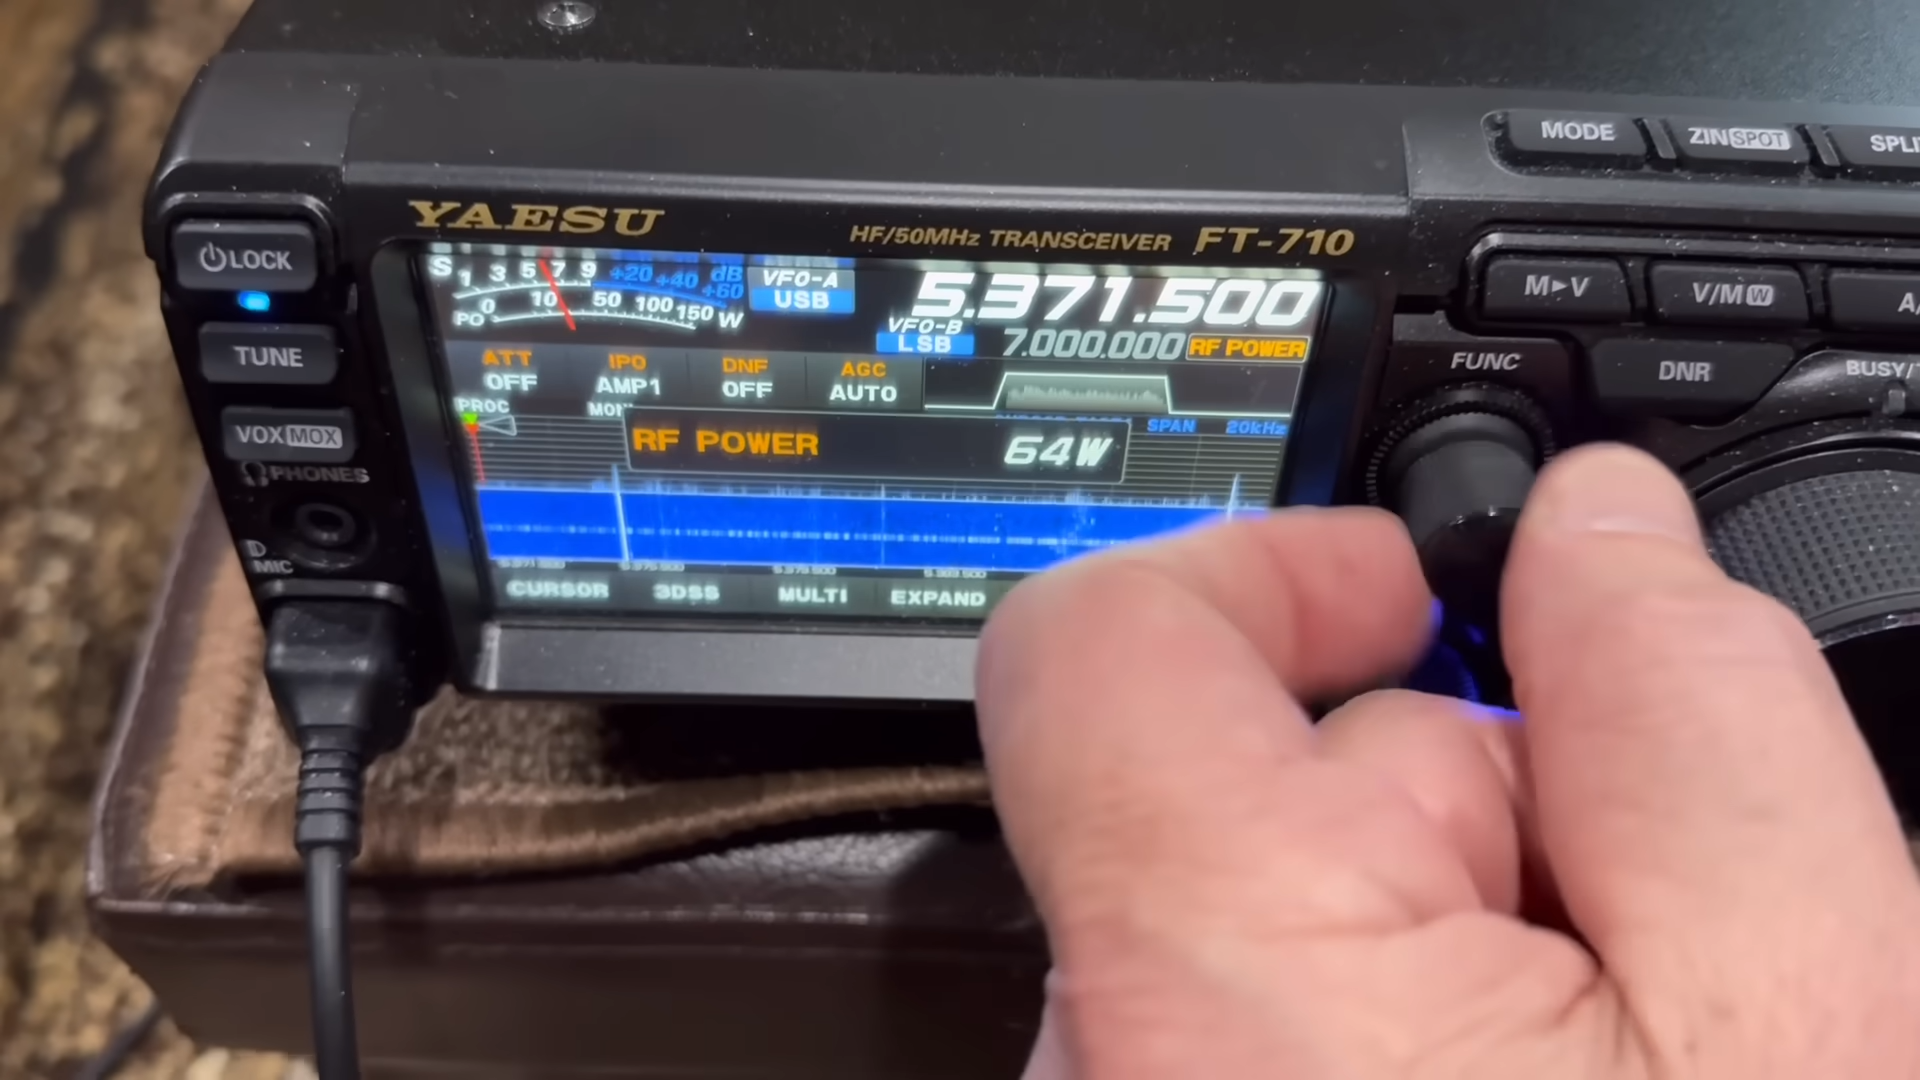 MODE
ZIN SPOT
YAESU
HF/50MHz TRANSCEIVER FT-710
LOCK
S 1 3 5 7 9 +20 +40 +60 dB
PO 0 10 50 100 150 W
VFO-A
USB
5.371.500
VFO-B
LSB
7.000.000
RF POWER
M►V
V/M W
TUNE
ATT
OFF
IPO
AMP1
DNF
OFF
AGC
AUTO
FUNC
DNR
PROC
VOX MOX
PHONES
RF POWER 64W
SPAN 20kHz
MIC
CURSOR 3DSS MULTI EXPAND